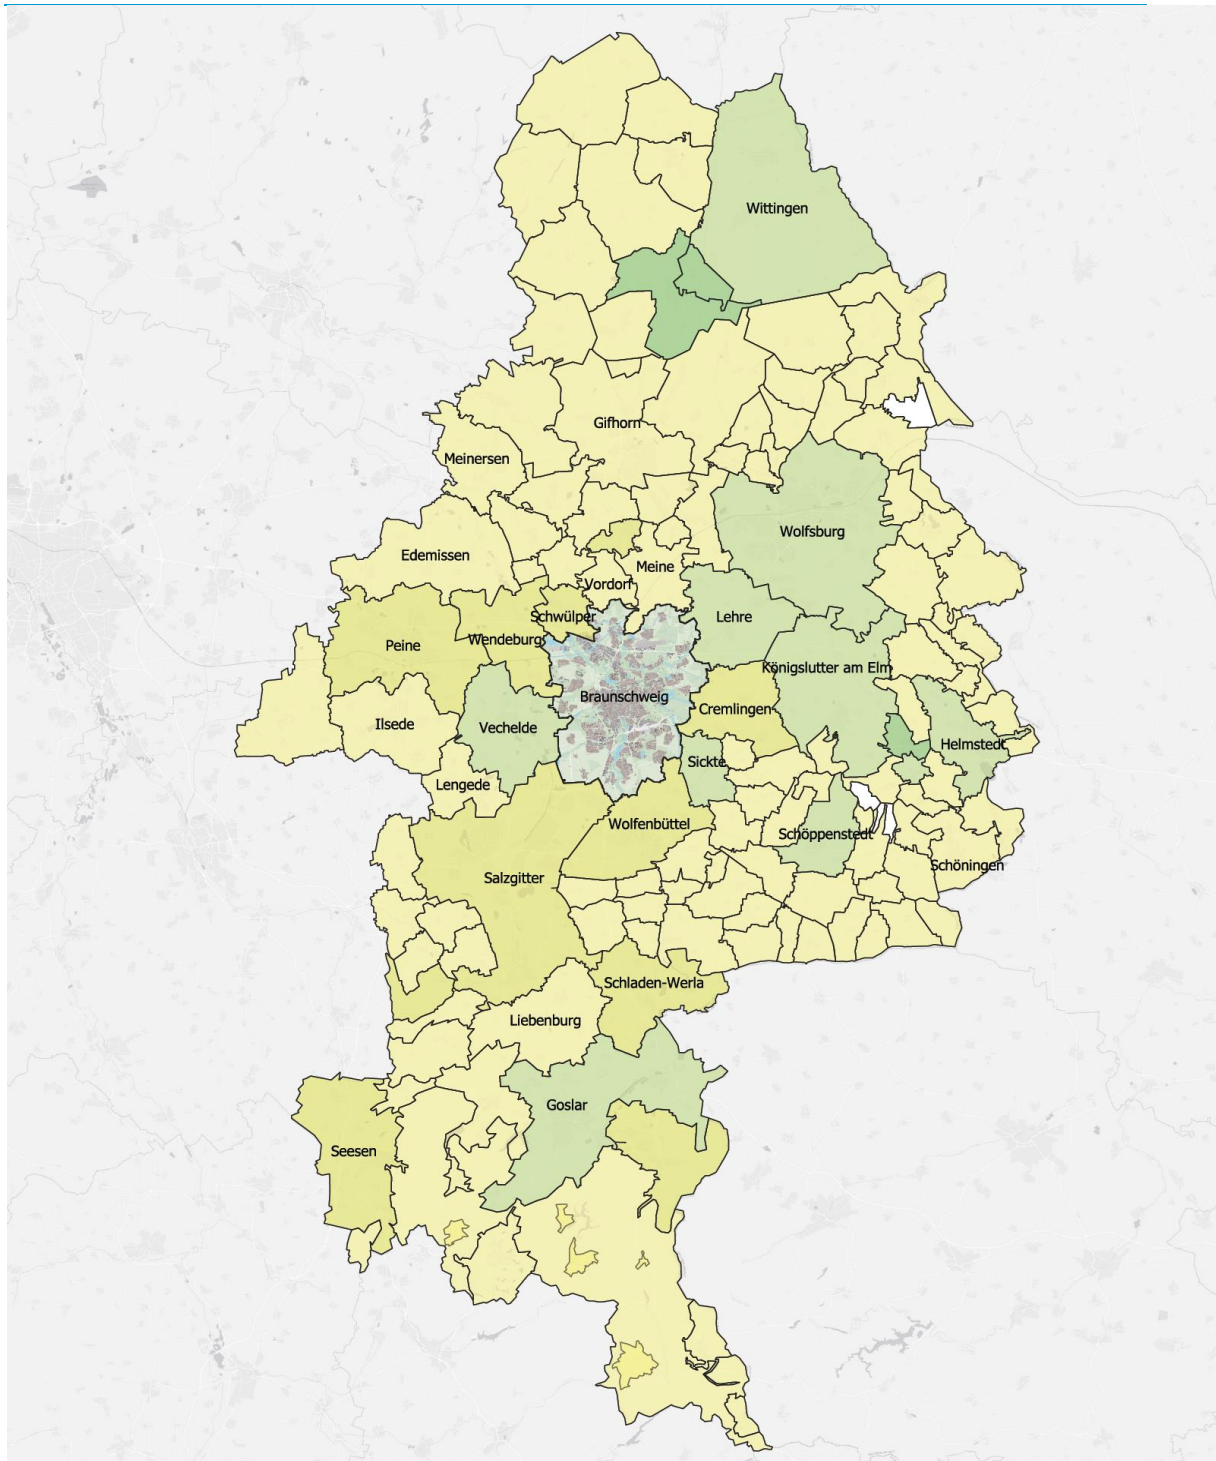 Wittingen
Gifhorn
Meinersen
Wolfsburg
Edemissen
Meine
Vordorf
Schwülper
Lehre
Wendeburg
Peine
Königslutter am Elm
Braunschweig
Cremlingen
Ilsede
Vechelde
Helmstedt
Sickte
Lengede
Wolfenbüttel
Schöppenstedt
Schöningen
Salzgitter
Schladen-Werla
Liebenburg
Goslar
Seesen